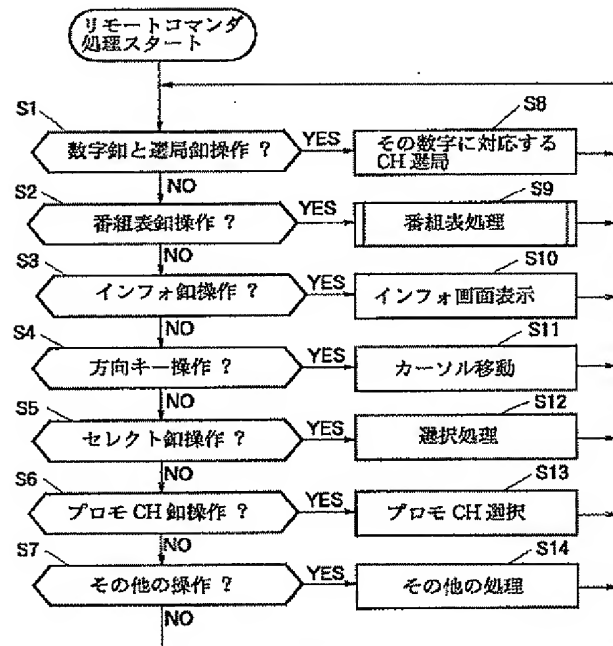 リモートコマンダ
処理スタート
S1
数字釦と選局釦操作 ?
YES
S8
その数字に対応する
CH 選局
NO
S2
番組表釦操作 ?
YES
S9
番組表処理
NO
S3
インフォ釦操作 ?
YES
S10
インフォ画面表示
NO
S4
方向キー操作 ?
YES
S11
カーソル移動
NO
S5
セレクト釦操作 ?
YES
S12
選択処理
NO
S6
プロモ CH 釦操作 ?
YES
S13
プロモ CH 選択
NO
S7
その他の操作 ?
YES
S14
その他の処理
NO